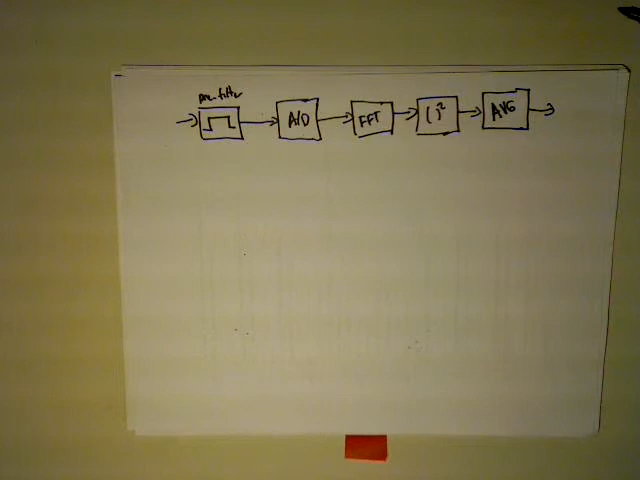 pre-filter
A/D
FFT
( )²
AVG